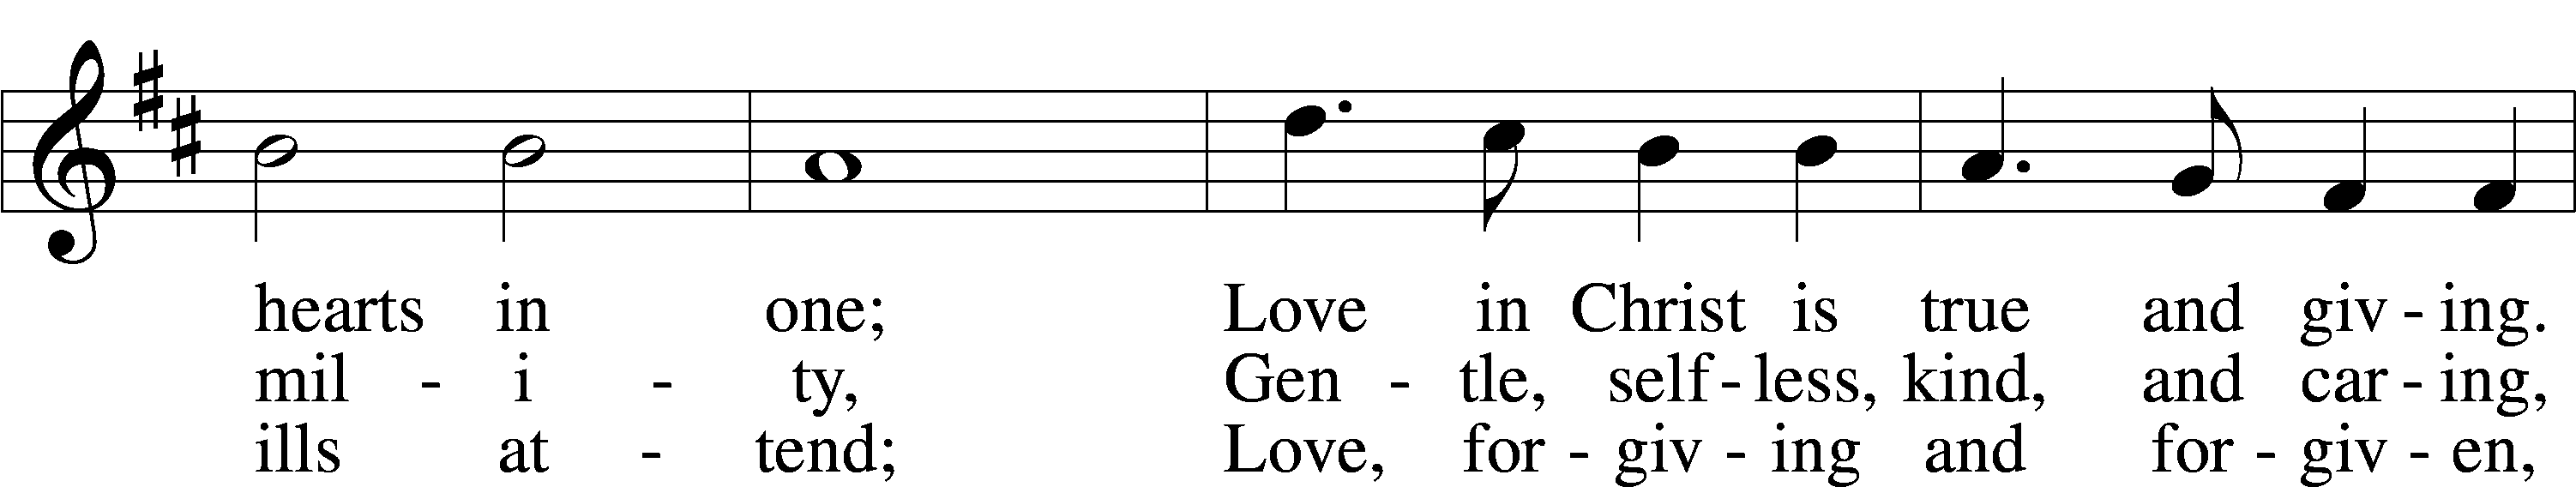 hearts in one; Love in Christ is true and giv - ing.
mil - i - ty, Gen - tle, self - less, kind, and car - ing,
ills at - tend; Love, for - giv - ing and for - giv - en,